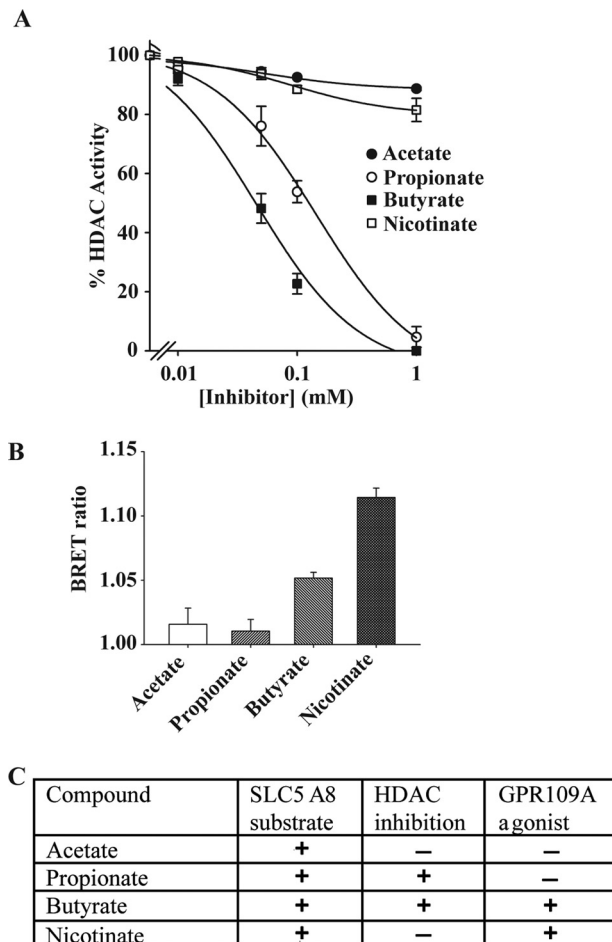 A
100
80
60
40
20
0
% HDAC Activity
Acetate
Propionate
Butyrate
Nicotinate
0.01 0.1 1
[Inhibitor] (mM)
B
1.15
1.10
1.05
1.00
BRET ratio
Acetate
Propionate
Butyrate
Nicotinate
C
Compound SLC5 A8 substrate HDAC inhibition GPR109A agonist
Acetate + – –
Propionate + + –
Butyrate + + +
Nicotinate + – +